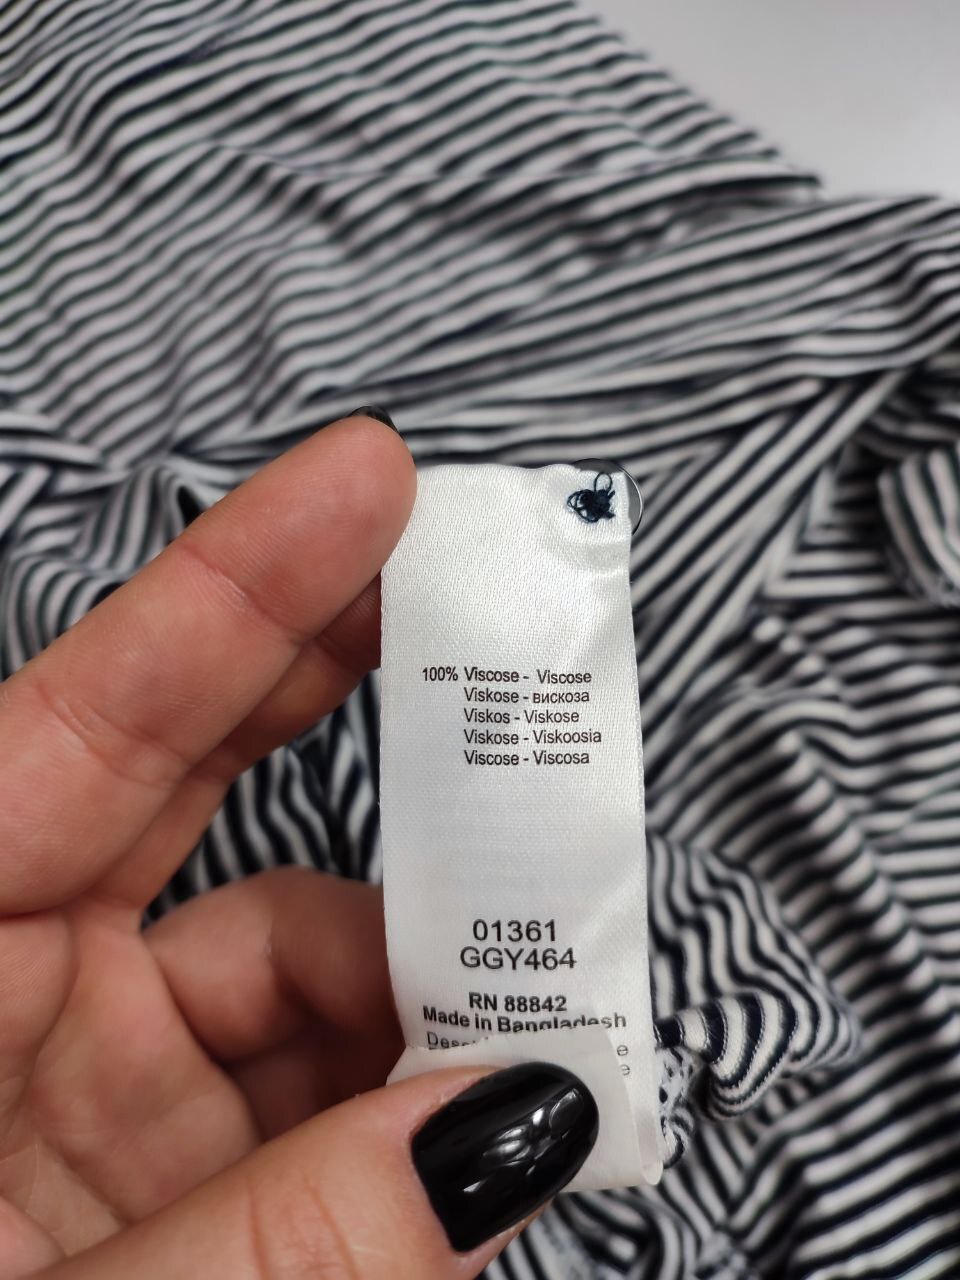 100% Viscose - Viscose
Viskose - вискоза
Viskos - Viskose
Viskose - Viskoosia
Viscose - Viscosa
01361
GGY464
RN 88842
Made in Bangladesh